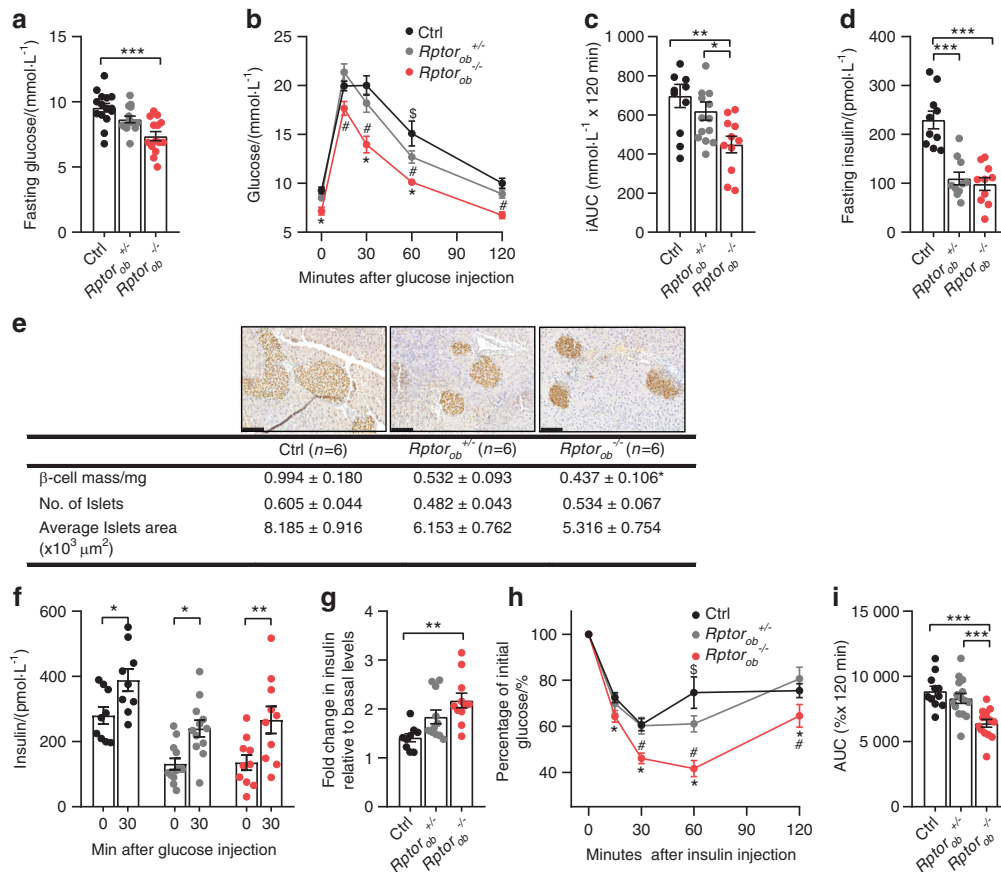 a
Fasting glucose/(mmol·L⁻¹)
15
10
5
0
***
Ctrl
Rptor_ob^+/-
Rptor_ob^-/-
b
Glucose/(mmol·L⁻¹)
25
20
15
10
5
Ctrl
Rptor_ob^+/-
Rptor_ob^-/-
$
# # # #
* * *
0 30 60 90 120
Minutes after glucose injection
c
iAUC (mmol·L⁻¹ x 120 min)
1 000
800
600
400
200
0
**
*
Ctrl
Rptor_ob^+/-
Rptor_ob^-/-
d
Fasting insulin/(pmol·L⁻¹)
400
300
200
100
0
***
***
Ctrl
Rptor_ob^+/-
Rptor_ob^-/-
e
Ctrl (n=6) Rptor_ob^+/- (n=6) Rptor_ob^-/- (n=6)
β-cell mass/mg 0.994 ± 0.180 0.532 ± 0.093 0.437 ± 0.106*
No. of Islets 0.605 ± 0.044 0.482 ± 0.043 0.534 ± 0.067
Average Islets area 8.185 ± 0.916 6.153 ± 0.762 5.316 ± 0.754
(x10³ μm²)
f
Insulin/(pmol·L⁻¹)
600
400
200
0
* * **
0 30 0 30 0 30
Min after glucose injection
g
Fold change in insulin
relative to basal levels
4
3
2
1
0
**
Ctrl
Rptor_ob^+/-
Rptor_ob^-/-
h
Percentage of initial
glucose/%
100
80
60
40
Ctrl
Rptor_ob^+/-
Rptor_ob^-/-
$
# # #
* * * *
0 30 60 90 120
Minutes after insulin injection
i
AUC (%x 120 min)
15 000
10 000
5 000
0
***
***
Ctrl
Rptor_ob^+/-
Rptor_ob^-/-